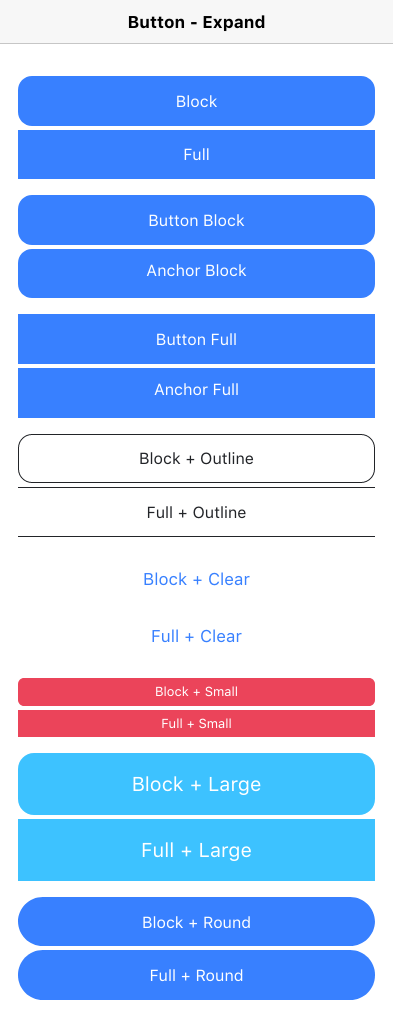 Button - Expand
Block
Full
Button Block
Anchor Block
Button Full
Anchor Full
Block + Outline
Full + Outline
Block + Clear
Full + Clear
Block + Small
Full + Small
Block + Large
Full + Large
Block + Round
Full + Round